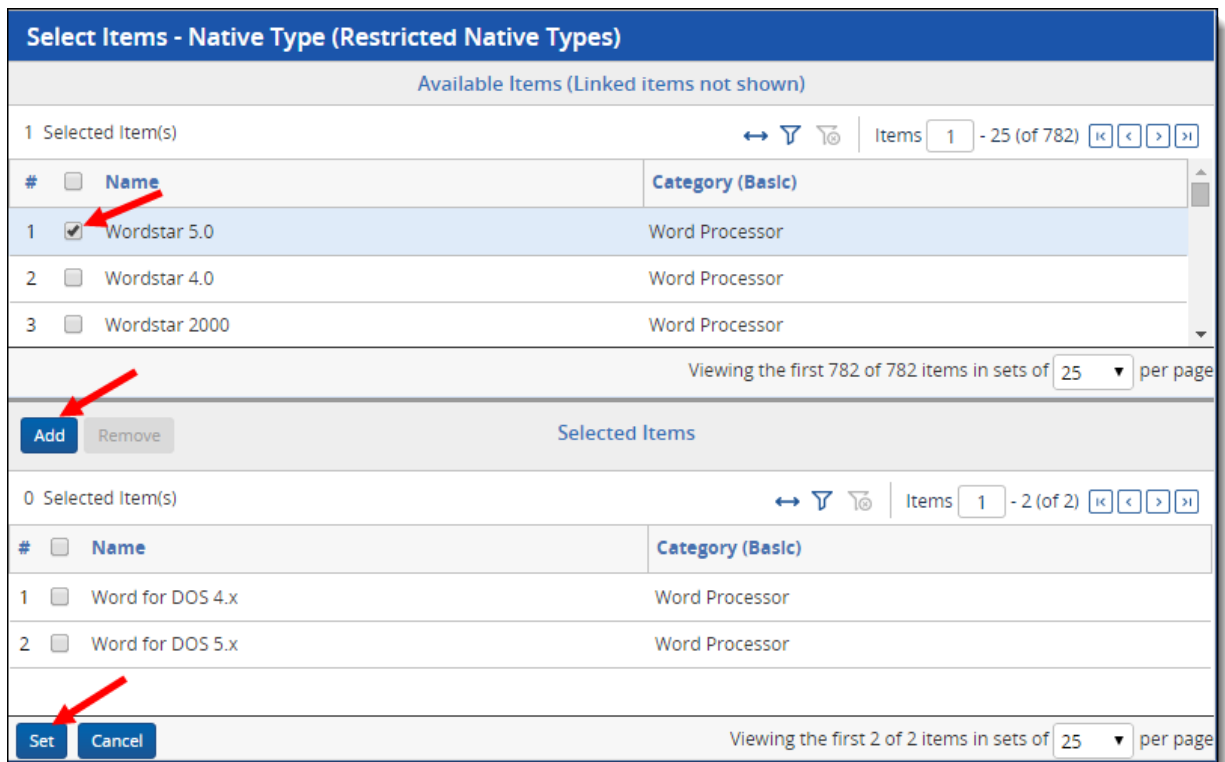 Select Items - Native Type (Restricted Native Types)
Available Items (Linked items not shown)
1 Selected Item(s) Items 1 - 25 (of 782)
# Name Category (Basic)
1 Wordstar 5.0 Word Processor
2 Wordstar 4.0 Word Processor
3 Wordstar 2000 Word Processor
Viewing the first 782 of 782 items in sets of 25 per page
Add Remove Selected Items
0 Selected Item(s) Items 1 - 2 (of 2)
# Name Category (Basic)
1 Word for DOS 4.x Word Processor
2 Word for DOS 5.x Word Processor
Set Cancel Viewing the first 2 of 2 items in sets of 25 per page